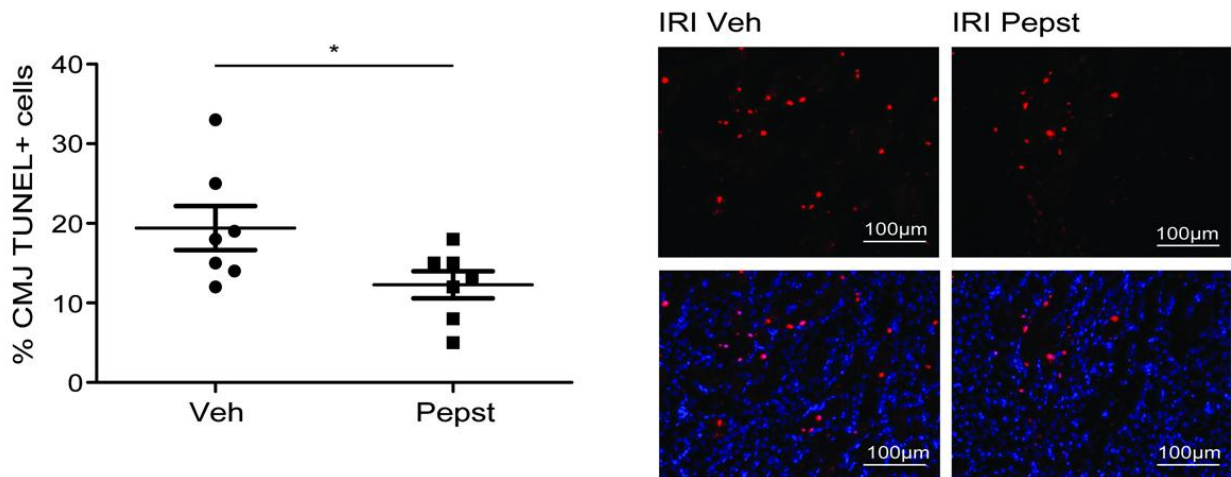 *
% CMJ TUNEL+ cells
40
30
20
10
0
Veh
Pepst
IRI Veh
IRI Pepst
100µm
100µm
100µm
100µm